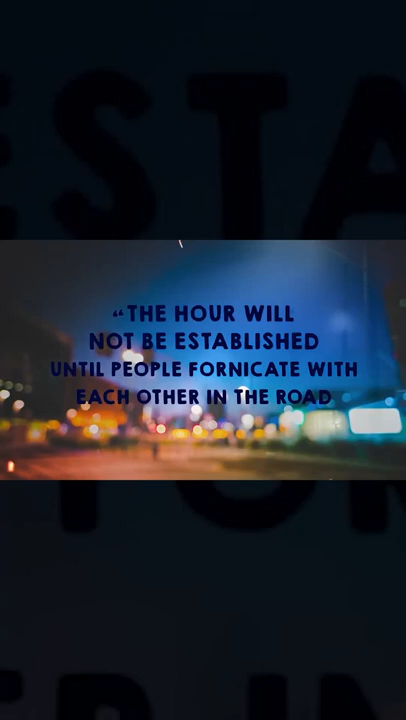 “THE HOUR WILL
NOT BE ESTABLISHED
UNTIL PEOPLE FORNICATE WITH
EACH OTHER IN THE ROAD